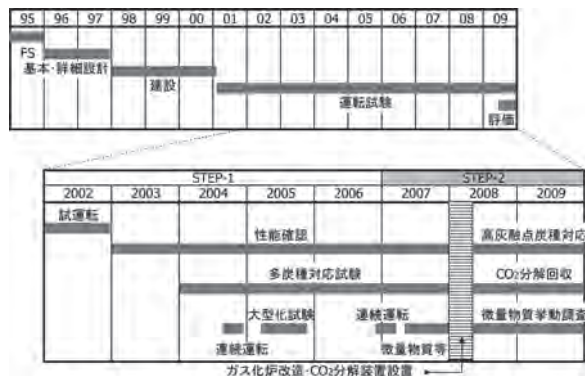 95 96 97 98 99 00 01 02 03 04 05 06 07 08 09
FS
基本・詳細設計
建設
運転試験
評価
STEP-1 STEP-2
2002 2003 2004 2005 2006 2007 2008 2009
試運転
性能確認 高灰融点炭種対応
多炭種対応試験 CO2分解回収
大型化試験 連続運転 微量物質挙動調査
連続運転 微量物質等
ガス化炉改造・CO2分解装置設置